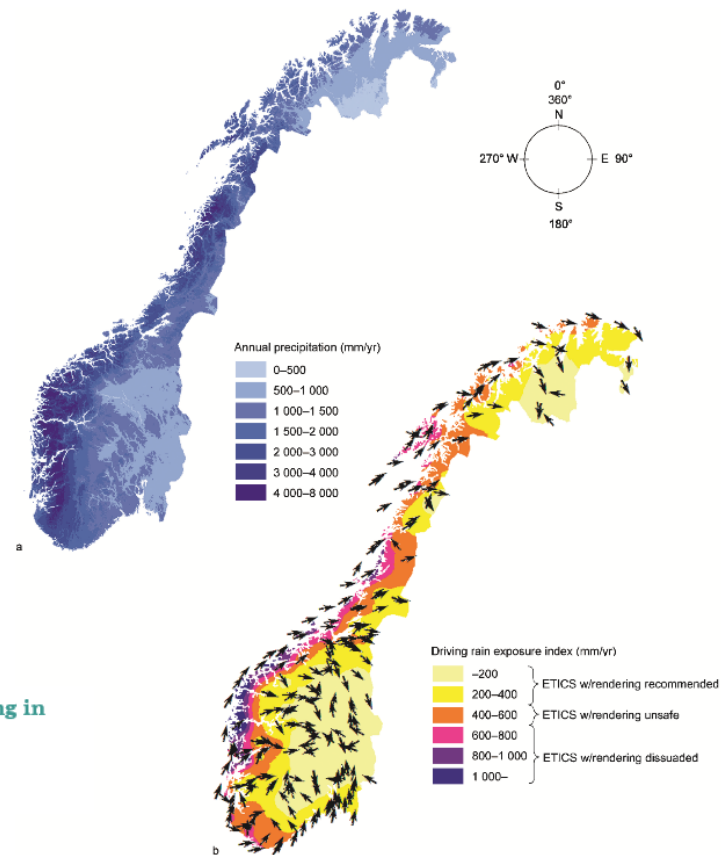 0°
360°
N
270° W
E 90°
S
180°
Annual precipitation (mm/yr)
0–500
500–1 000
1 000–1 500
1 500–2 000
2 000–3 000
3 000–4 000
4 000–8 000
a
Driving rain exposure index (mm/yr)
–200
200–400
ETICS w/rendering recommended
400–600
ETICS w/rendering unsafe
600–800
800–1 000
ETICS w/rendering dissuaded
1 000–
ng in
b